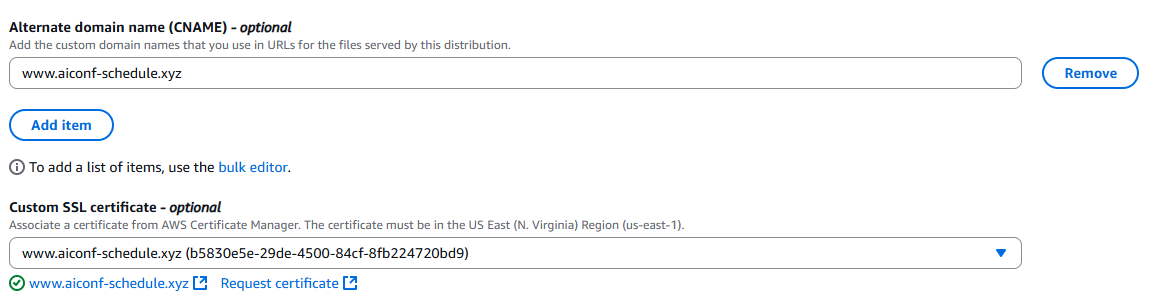 Alternate domain name (CNAME) - optional
Add the custom domain names that you use in URLs for the files served by this distribution.
www.aiconf-schedule.xyz
Remove
Add item
To add a list of items, use the bulk editor.
Custom SSL certificate - optional
Associate a certificate from AWS Certificate Manager. The certificate must be in the US East (N. Virginia) Region (us-east-1).
www.aiconf-schedule.xyz (b5830e5e-29de-4500-84cf-8fb224720bd9)
www.aiconf-schedule.xyz Request certificate